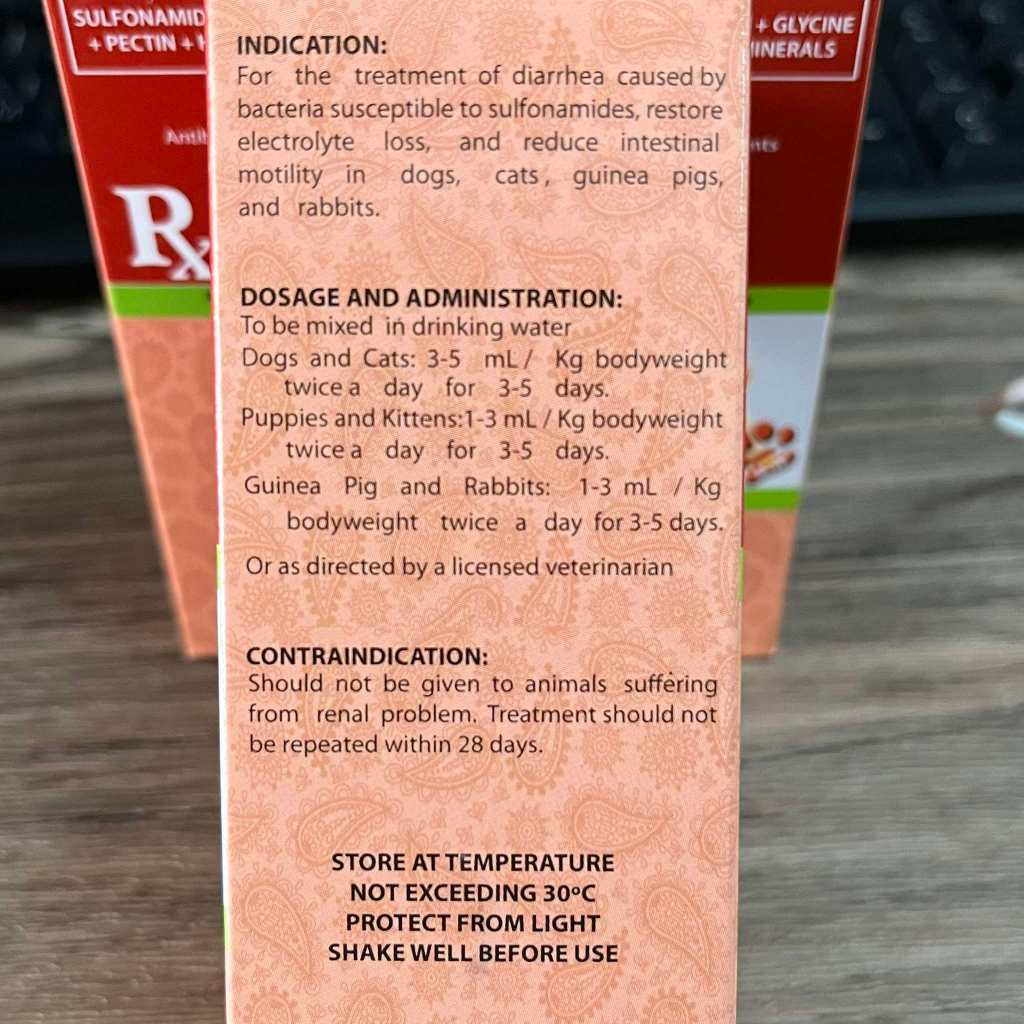 SULFONAMID
+ PECTIN +
+ GLYCINE
MINERALS
Rx
INDICATION:
For the treatment of diarrhea caused by
bacteria susceptible to sulfonamides, restore
electrolyte loss, and reduce intestinal
motility in dogs, cats, guinea pigs,
and rabbits.
DOSAGE AND ADMINISTRATION:
To be mixed in drinking water
Dogs and Cats: 3-5 mL / Kg bodyweight
twice a day for 3-5 days.
Puppies and Kittens:1-3 mL / Kg bodyweight
twice a day for 3-5 days.
Guinea Pig and Rabbits: 1-3 mL / Kg
bodyweight twice a day for 3-5 days.
Or as directed by a licensed veterinarian
CONTRAINDICATION:
Should not be given to animals suffering
from renal problem. Treatment should not
be repeated within 28 days.
STORE AT TEMPERATURE
NOT EXCEEDING 30ºC
PROTECT FROM LIGHT
SHAKE WELL BEFORE USE